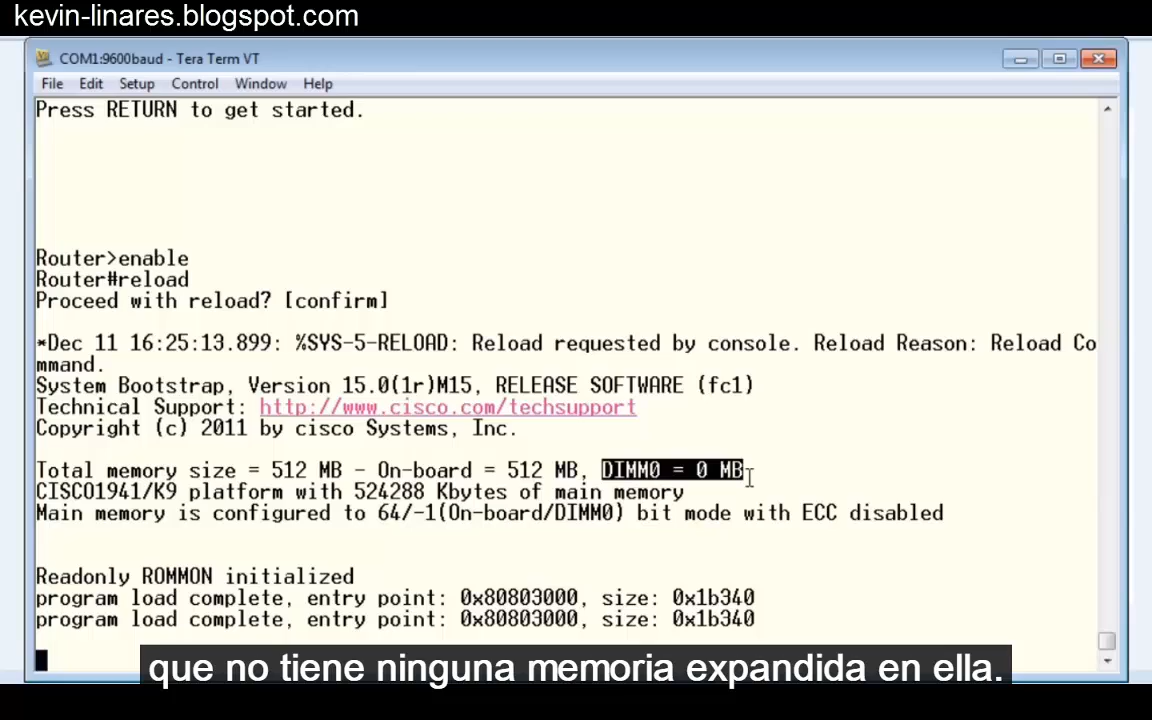 kevin-linares.blogspot.com
COM1:9600baud - Tera Term VT
File Edit Setup Control Window Help
Press RETURN to get started.
Router>enable
Router#reload
Proceed with reload? [confirm]
*Dec 11 16:25:13.899: %SYS-5-RELOAD: Reload requested by console. Reload Reason: Reload Co
mmand.
System Bootstrap, Version 15.0(1r)M15, RELEASE SOFTWARE (fc1)
Technical Support: http://www.cisco.com/techsupport
Copyright (c) 2011 by cisco Systems, Inc.
Total memory size = 512 MB - On-board = 512 MB, DIMM0 = 0 MB
CISCO1941/K9 platform with 524288 Kbytes of main memory
Main memory is configured to 64/-1(On-board/DIMM0) bit mode with ECC disabled
Readonly ROMMON initialized
program load complete, entry point: 0x80803000, size: 0x1b340
program load complete, entry point: 0x80803000, size: 0x1b340
que no tiene ninguna memoria expandida en ella.